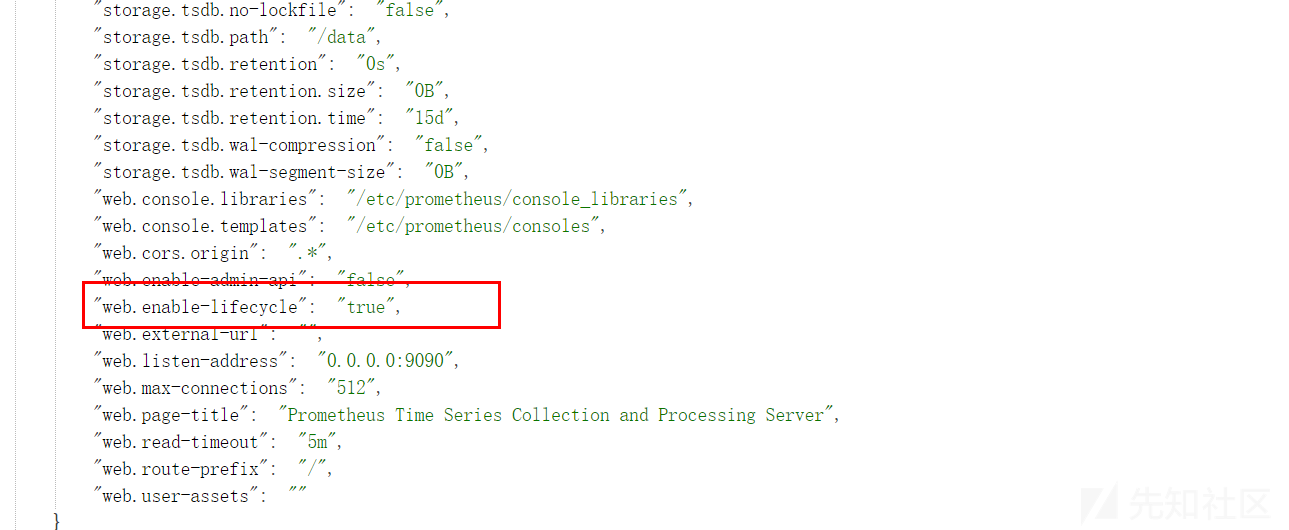 "storage.tsdb.no-lockfile": "false",
"storage.tsdb.path": "/data",
"storage.tsdb.retention": "0s",
"storage.tsdb.retention.size": "0B",
"storage.tsdb.retention.time": "15d",
"storage.tsdb.wal-compression": "false",
"storage.tsdb.wal-segment-size": "0B",
"web.console.libraries": "/etc/prometheus/console_libraries",
"web.console.templates": "/etc/prometheus/consoles",
"web.cors.origin": ".*",
"web.enable-admin-api": "false",
"web.enable-lifecycle": "true",
"web.external-url": "",
"web.listen-address": "0.0.0.0:9090",
"web.max-connections": "512",
"web.page-title": "Prometheus Time Series Collection and Processing Server",
"web.read-timeout": "5m",
"web.route-prefix": "/",
"web.user-assets": ""
}
先知社区